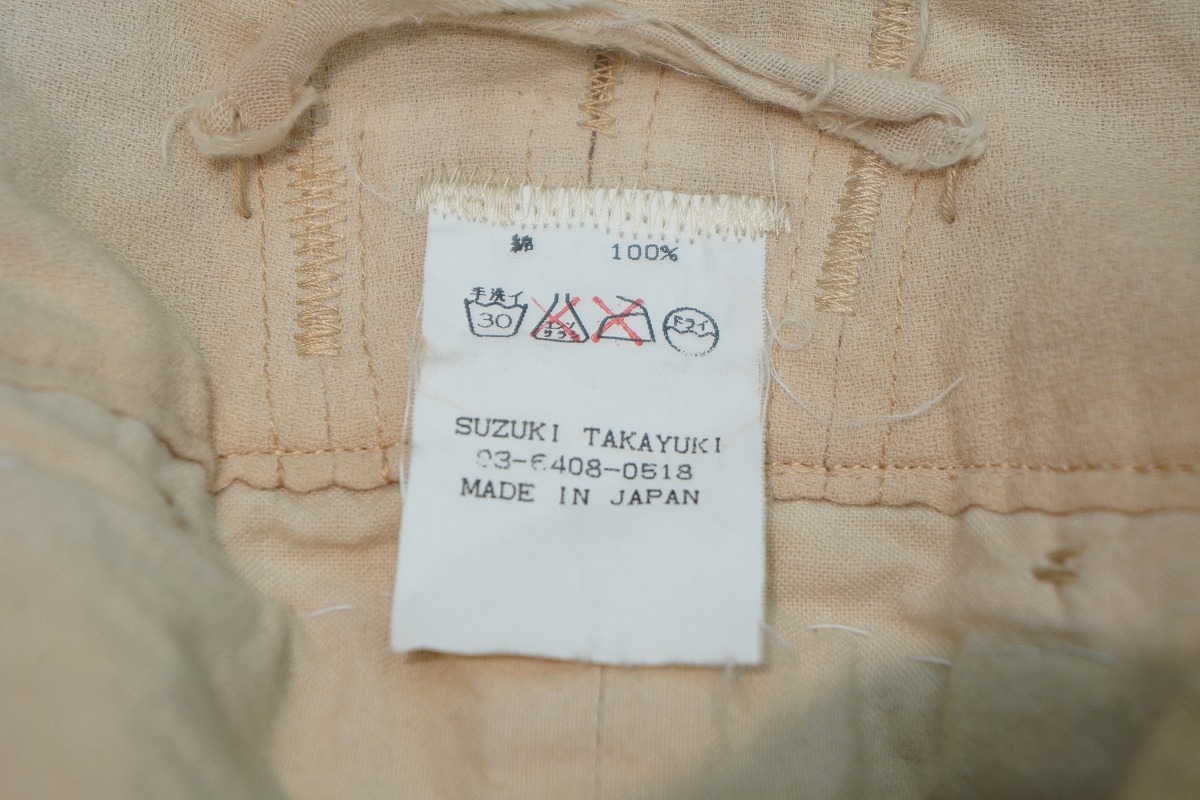 綿 100%
手洗イ 30 エンソ サラシ ドライ
SUZUKI TAKAYUKI
03-6408-0518
MADE IN JAPAN